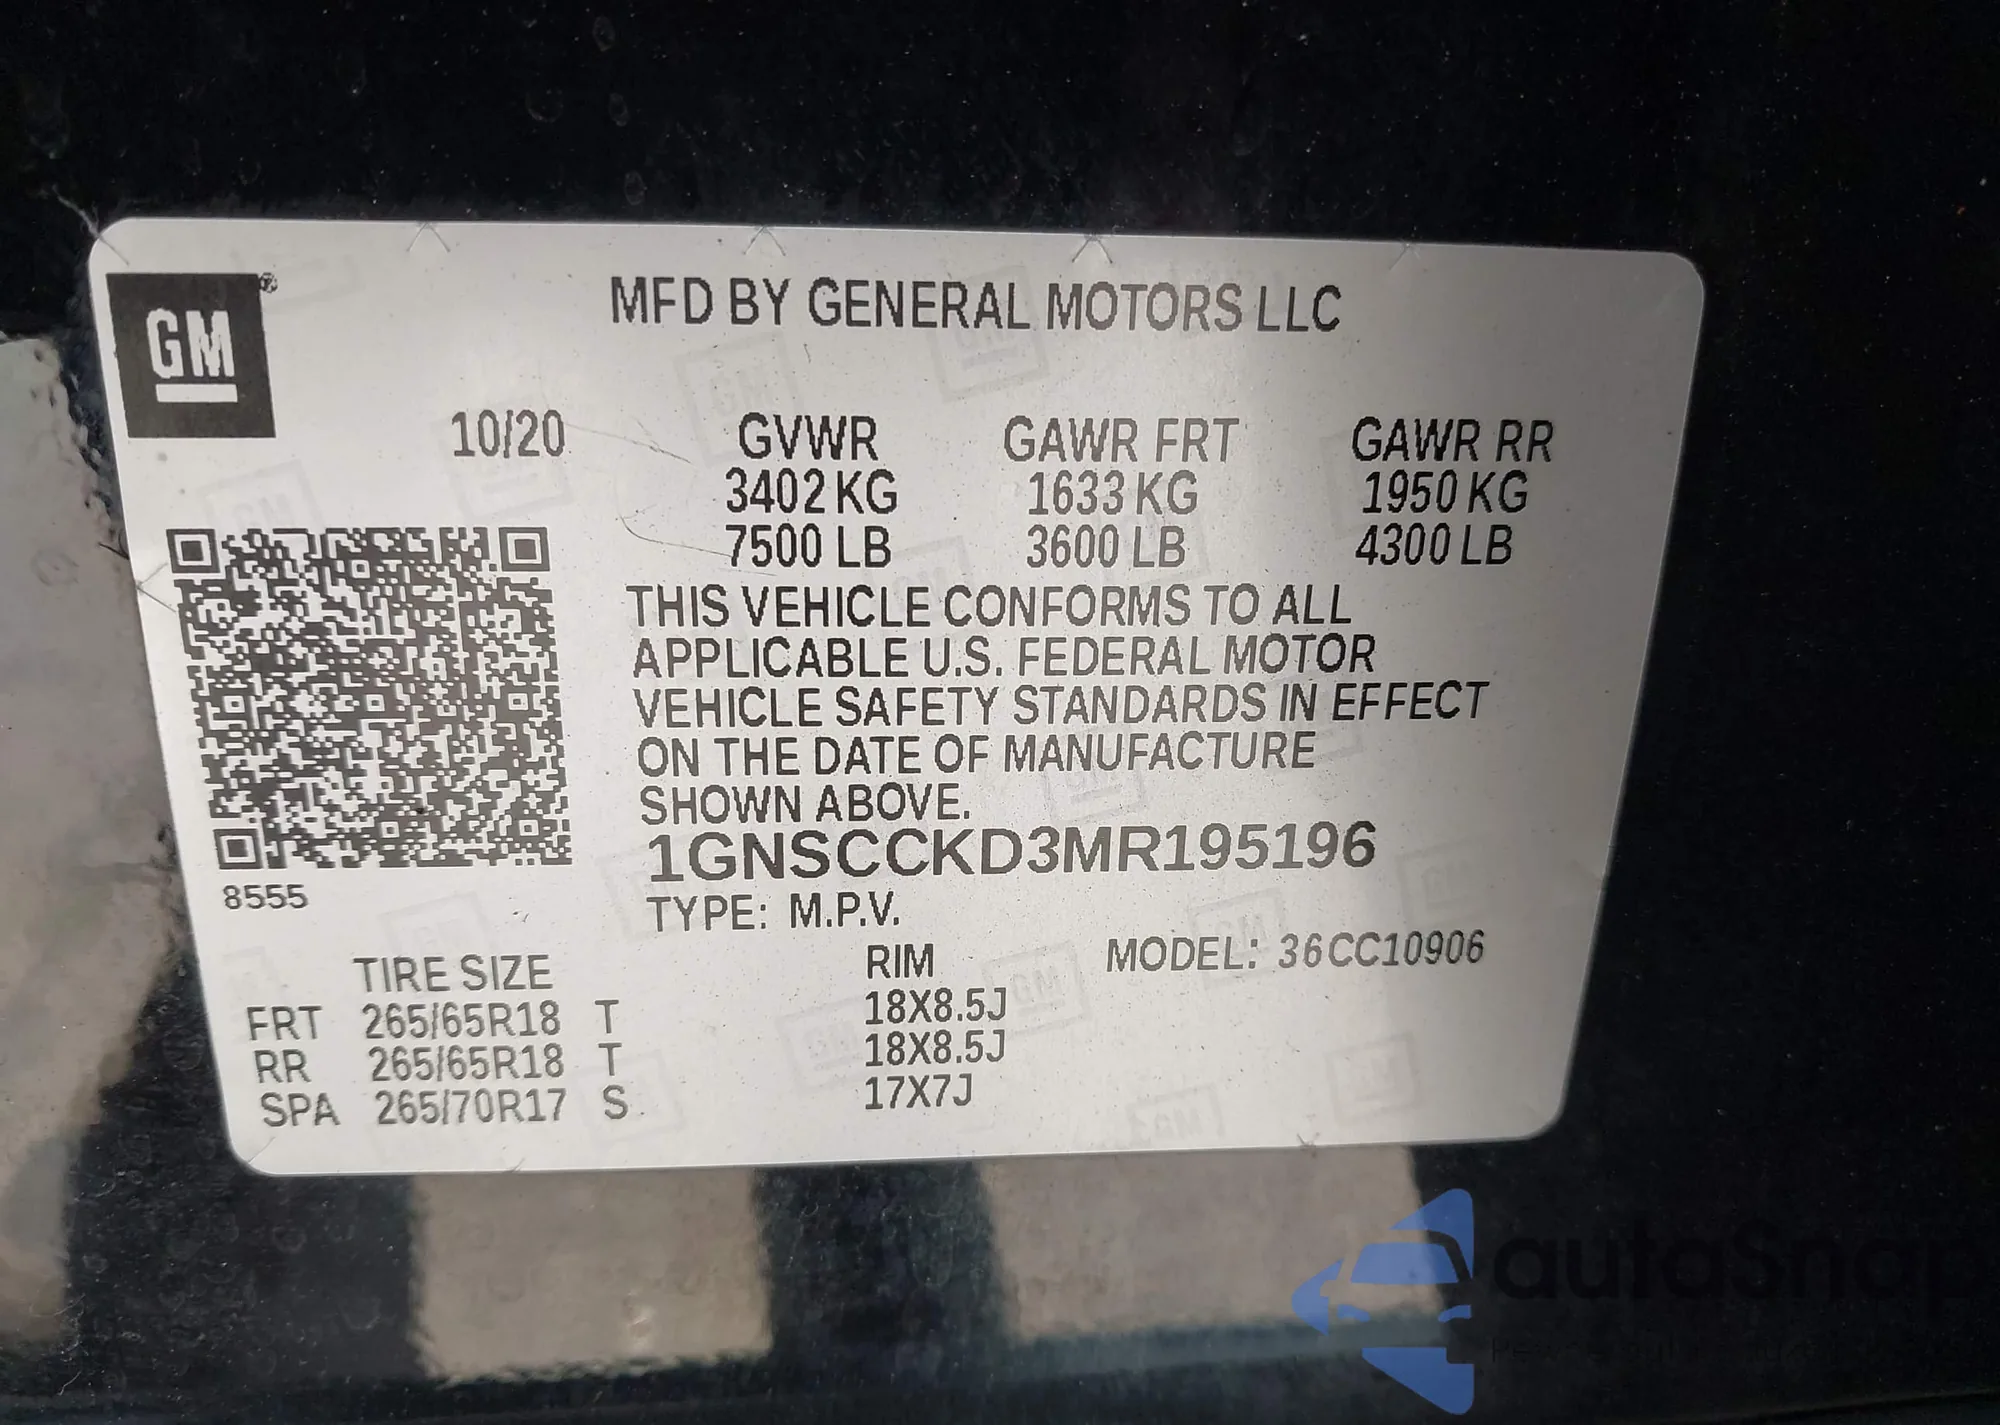 GM®
MFD BY GENERAL MOTORS LLC
10/20 GVWR GAWR FRT GAWR RR
3402 KG 1633 KG 1950 KG
7500 LB 3600 LB 4300 LB
THIS VEHICLE CONFORMS TO ALL
APPLICABLE U.S. FEDERAL MOTOR
VEHICLE SAFETY STANDARDS IN EFFECT
ON THE DATE OF MANUFACTURE
SHOWN ABOVE.
1GNSCCKD3MR195196
8555
TYPE: M.P.V.
TIRE SIZE RIM MODEL: 36CC10906
FRT 265/65R18 T 18X8.5J
RR 265/65R18 T 18X8.5J
SPA 265/70R17 S 17X7J
autoSnap